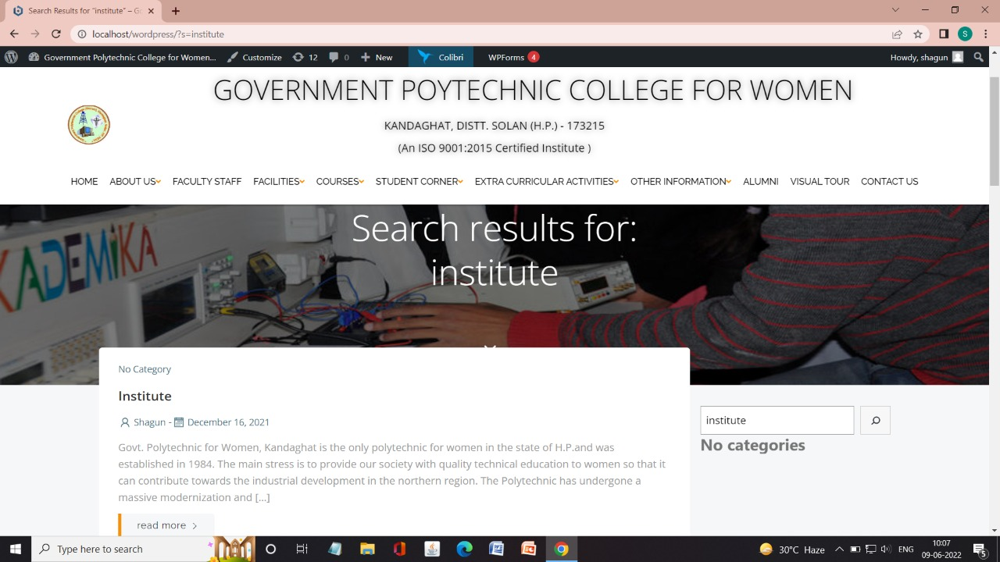 Search Results for "institute" – G
localhost/wordpress/?s=institute
S
Government Polytechnic College for Women... Customize 12 0 New Colibri WPForms 4 Howdy, shagun
GOVERNMENT POYTECHNIC COLLEGE FOR WOMEN
KANDAGHAT, DISTT. SOLAN (H.P.) - 173215
(An ISO 9001:2015 Certified Institute )
HOME ABOUT US FACULTY STAFF FACILITIES COURSES STUDENT CORNER EXTRA CURRICULAR ACTIVITIES OTHER INFORMATION ALUMNI VISUAL TOUR CONTACT US
KADEMIKA
Search results for:
institute
No Category
Institute
Shagun - December 16, 2021
Govt. Polytechnic for Women, Kandaghat is the only polytechnic for women in the state of H.P.and was
established in 1984. The main stress is to provide our society with quality technical education to women so that it
can contribute towards the industrial development in the northern region. The Polytechnic has undergone a
massive modernization and [...]
read more
institute
No categories
Type here to search
30°C Haze
ENG
10:07
09-06-2022
5